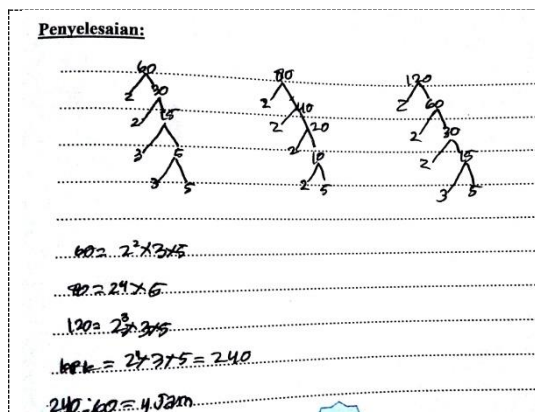 Penyelesaian:
60 80 120
2 30 2 40 2 60
2 15 2 20 2 30
3 5 2 10 2 15
3 5 2 5 3 5
60 = 2² × 3 × 5
80 = 2⁴ × 5
120 = 2³ × 3 × 5
kpk = 2⁴ × 3 × 5 = 240
240 : 60 = 4 Jam